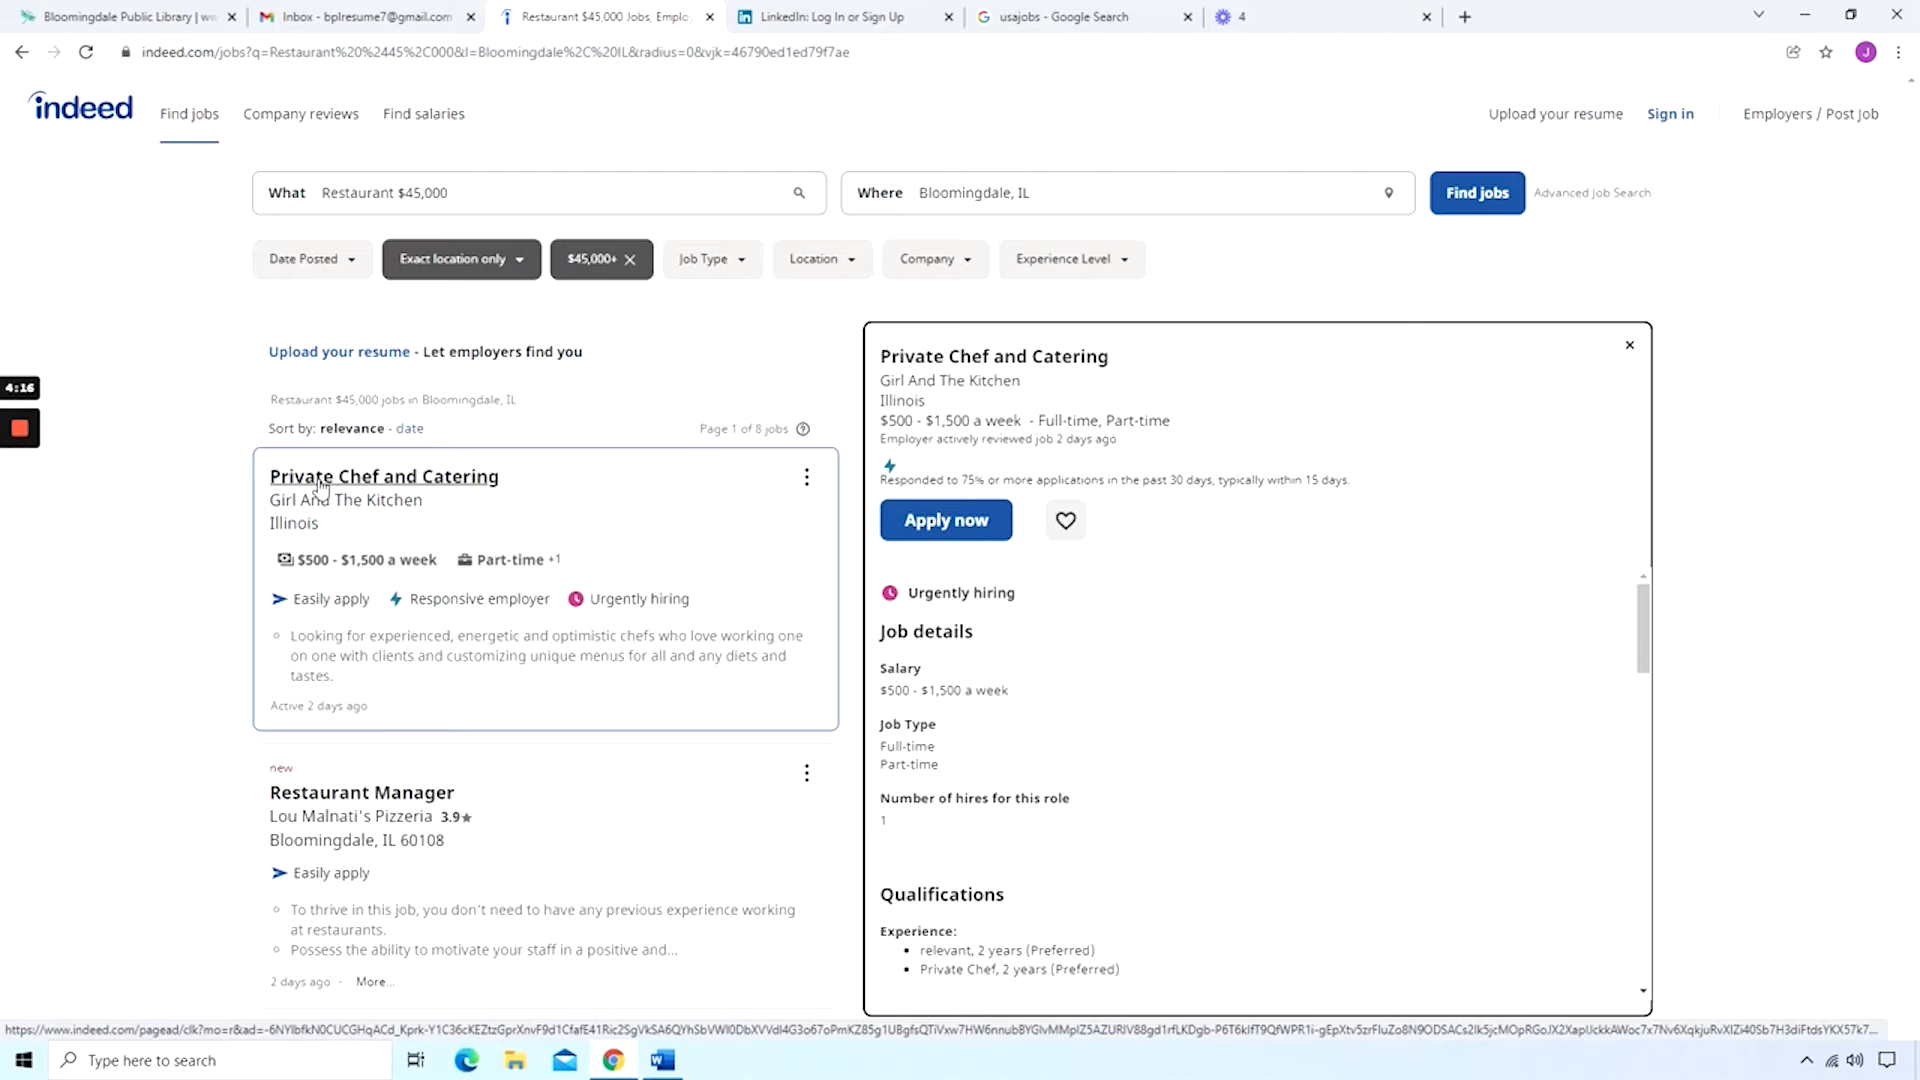 Bloomingdale Public Library | ww
Inbox - bplresume7@gmail.com
Restaurant $45,000 Jobs, Emplo
LinkedIn: Log In or Sign Up
usajobs - Google Search
4
indeed.com/jobs?q=Restaurant%20%2445%2C000&l=Bloomingdale%2C%20IL&radius=0&vjk=46790ed1ed79f7ae
J
indeed
Find jobs
Company reviews
Find salaries
Upload your resume
Sign in
Employers / Post Job
What Restaurant $45,000
Where Bloomingdale, IL
Find jobs
Advanced Job Search
Date Posted
Exact location only
$45,000+
Job Type
Location
Company
Experience Level
4:16
Upload your resume - Let employers find you
Restaurant $45,000 jobs in Bloomingdale, IL
Sort by: relevance - date
Page 1 of 8 jobs
Private Chef and Catering
Girl And The Kitchen
Illinois
$500 - $1,500 a week
Part-time +1
Easily apply
Responsive employer
Urgently hiring
Looking for experienced, energetic and optimistic chefs who love working one
on one with clients and customizing unique menus for all and any diets and
tastes.
Active 2 days ago
new
Restaurant Manager
Lou Malnati's Pizzeria 3.9★
Bloomingdale, IL 60108
Easily apply
To thrive in this job, you don't need to have any previous experience working
at restaurants.
Possess the ability to motivate your staff in a positive and...
2 days ago · More...
Private Chef and Catering
Girl And The Kitchen
Illinois
$500 - $1,500 a week - Full-time, Part-time
Employer actively reviewed job 2 days ago
Responded to 75% or more applications in the past 30 days, typically within 15 days.
Apply now
Urgently hiring
Job details
Salary
$500 - $1,500 a week
Job Type
Full-time
Part-time
Number of hires for this role
1
Qualifications
Experience:
relevant, 2 years (Preferred)
Private Chef, 2 years (Preferred)
Type here to search